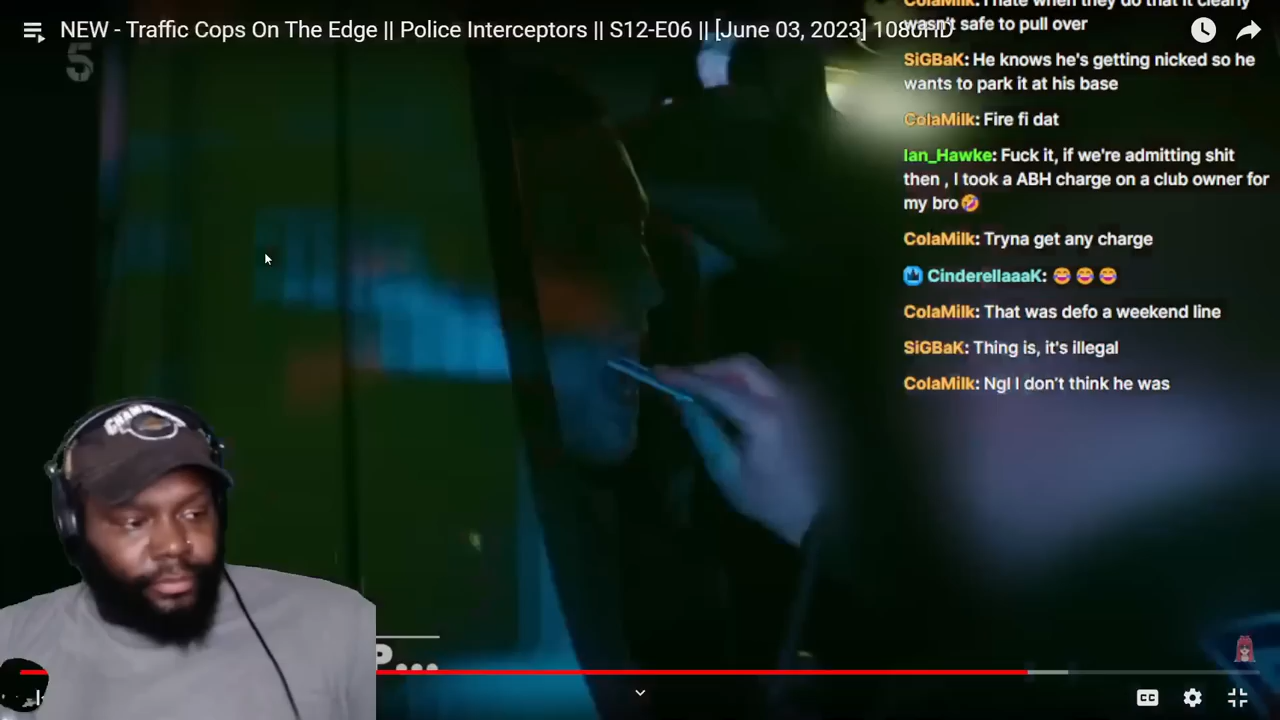 NEW - Traffic Cops On The Edge || Police Interceptors || S12-E06 || [June 03, 2023] 1080HD
5
wasn't safe to pull over
SiGBaK: He knows he's getting nicked so he
wants to park it at his base
ColaMilk: Fire fi dat
Ian_Hawke: Fuck it, if we're admitting shit
then , I took a ABH charge on a club owner for
my bro🤣
ColaMilk: Tryna get any charge
CinderellaaaK: 😂 😂 😂
ColaMilk: That was defo a weekend line
SiGBaK: Thing is, it's illegal
ColaMilk: Ngl I don't think he was
CHAMPIONS
P...
CC